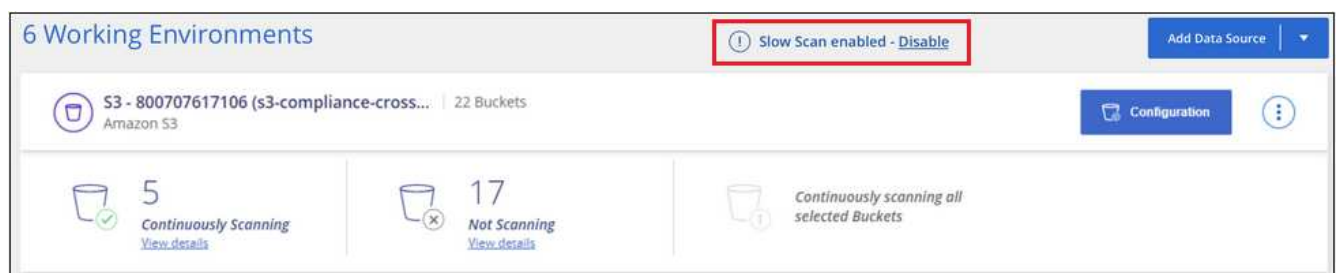 6 Working Environments
Slow Scan enabled - Disable
Add Data Source
S3 - 800707617106 (s3-compliance-cross... 22 Buckets
Amazon S3
Configuration
5
Continuously Scanning
View details
17
Not Scanning
View details
Continuously scanning all
selected Buckets